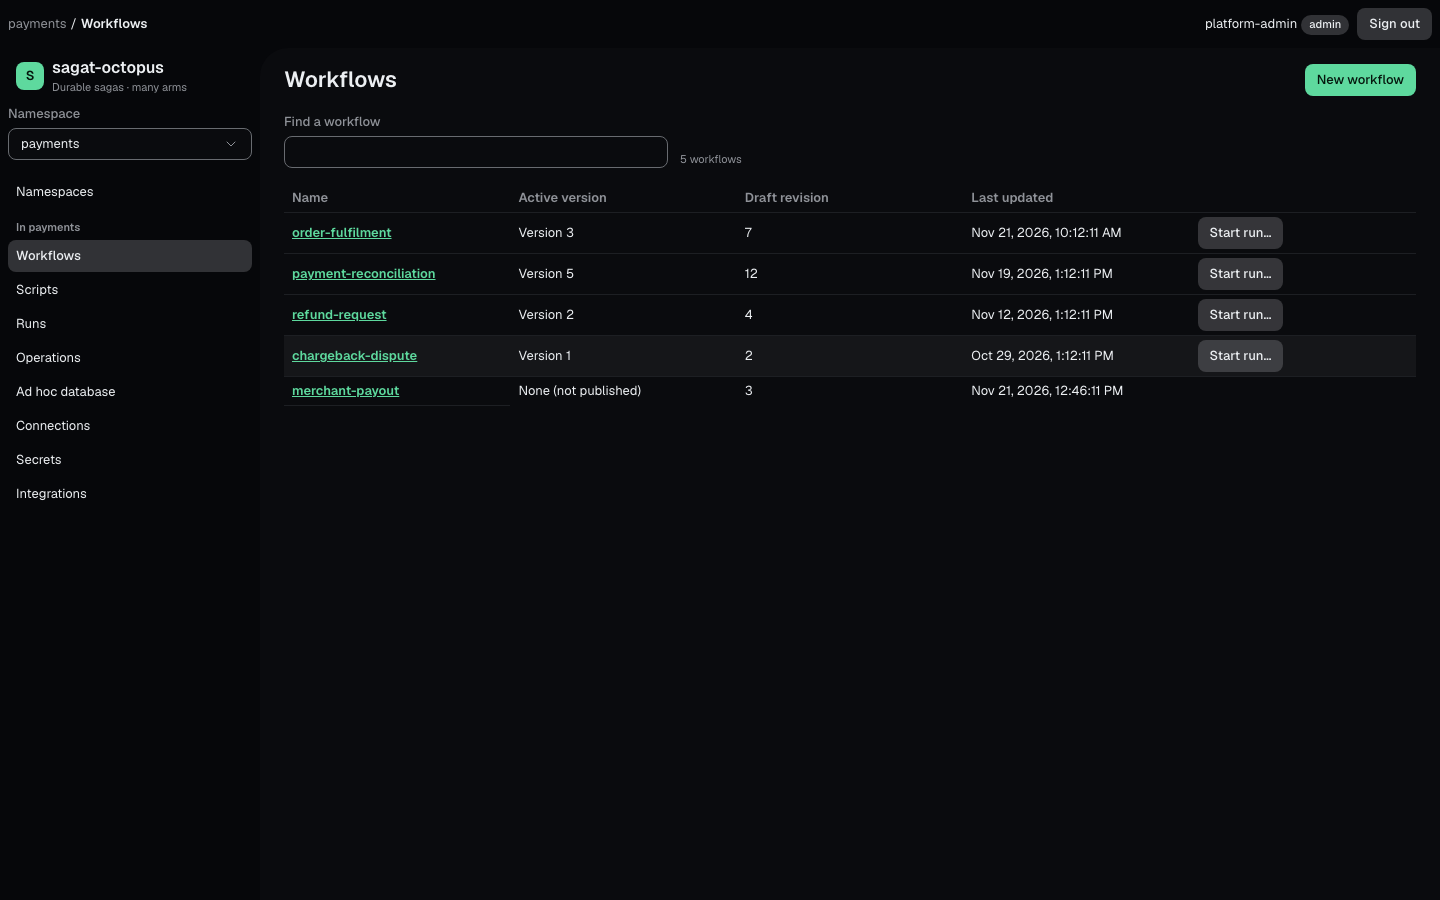 payments / Workflows
platform-admin admin Sign out
S sagat-octopus
Durable sagas · many arms
Namespace
payments
Namespaces
In payments
Workflows
Scripts
Runs
Operations
Ad hoc database
Connections
Secrets
Integrations
Workflows
New workflow
Find a workflow
5 workflows
Name Active version Draft revision Last updated
order-fulfilment Version 3 7 Nov 21, 2026, 10:12:11 AM Start run...
payment-reconciliation Version 5 12 Nov 19, 2026, 1:12:11 PM Start run...
refund-request Version 2 4 Nov 12, 2026, 1:12:11 PM Start run...
chargeback-dispute Version 1 2 Oct 29, 2026, 1:12:11 PM Start run...
merchant-payout None (not published) 3 Nov 21, 2026, 12:46:11 PM